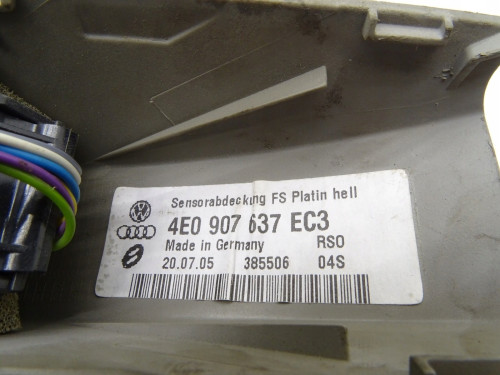 Sensorabdeckung FS Platin hell
4E0 907 637 EC3
Made in Germany RSO
20.07.05 385506 04S